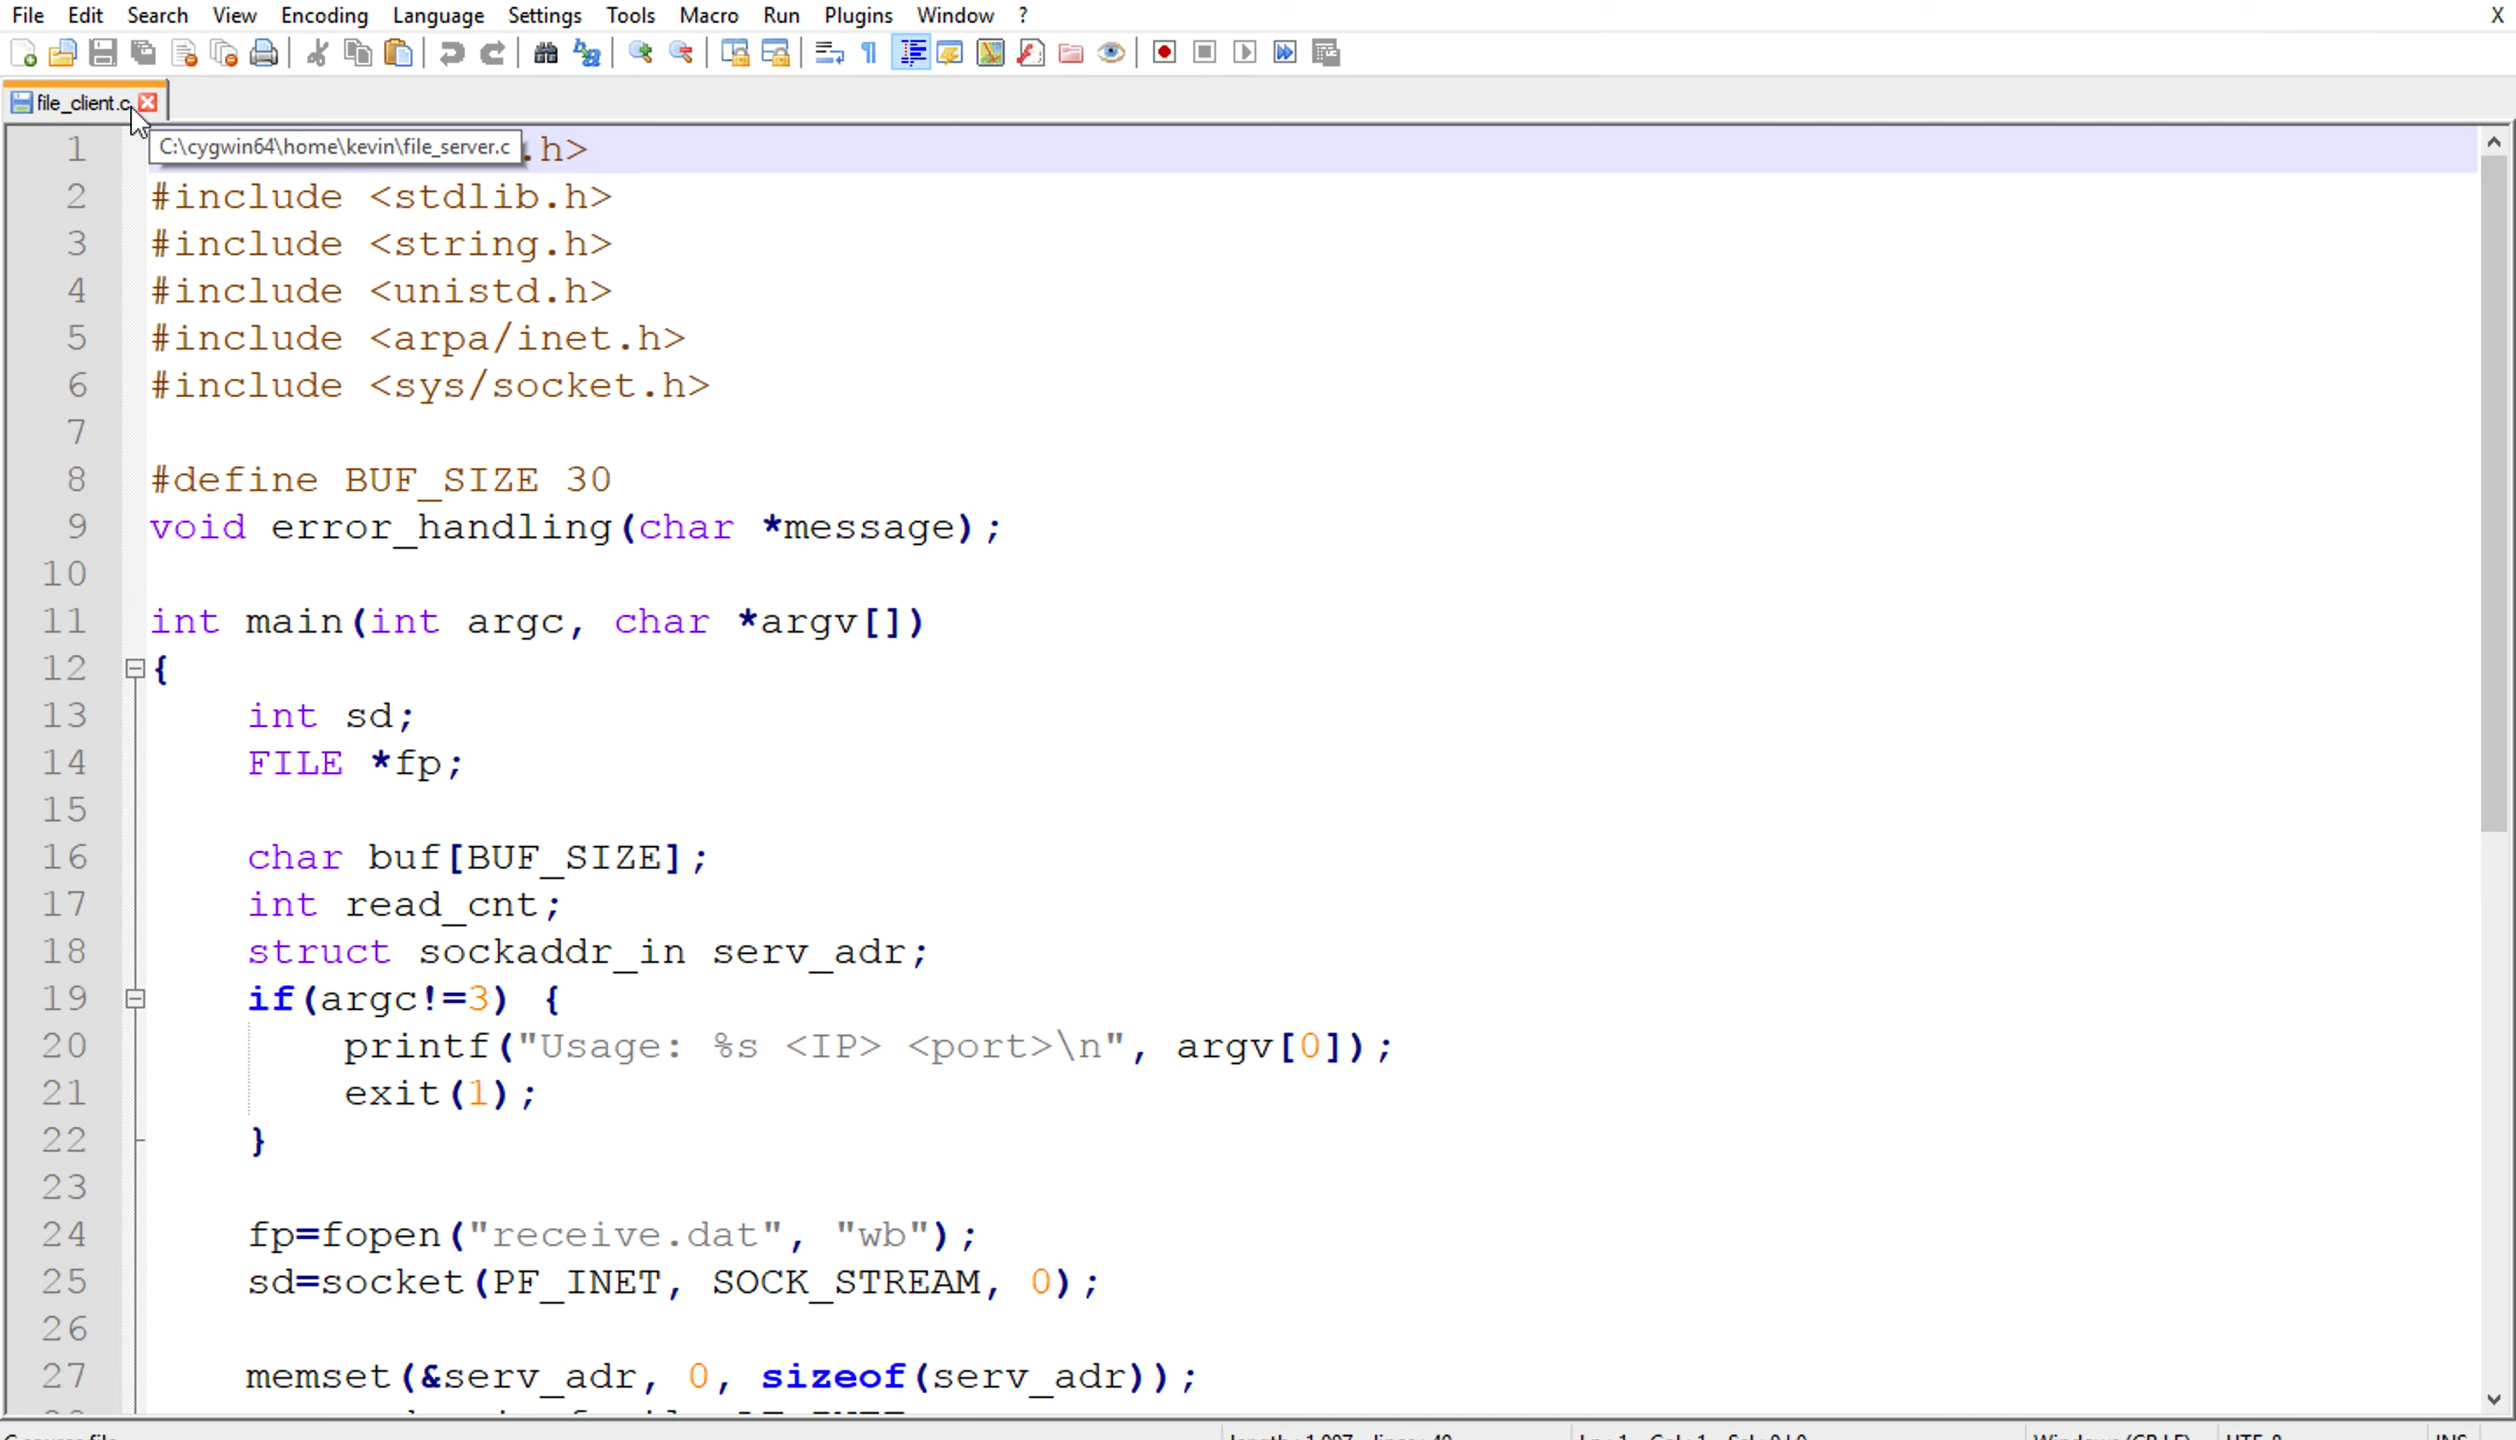 File Edit Search View Encoding Language Settings Tools Macro Run Plugins Window ? X
file_client.c
C:\cygwin64\home\kevin\file_server.c
1 .h>
2 #include <stdlib.h>
3 #include <string.h>
4 #include <unistd.h>
5 #include <arpa/inet.h>
6 #include <sys/socket.h>
7
8 #define BUF_SIZE 30
9 void error_handling(char *message);
10
11 int main(int argc, char *argv[])
12 {
13 int sd;
14 FILE *fp;
15
16 char buf[BUF_SIZE];
17 int read_cnt;
18 struct sockaddr_in serv_adr;
19 if(argc!=3) {
20 printf("Usage: %s <IP> <port>\n", argv[0]);
21 exit(1);
22 }
23
24 fp=fopen("receive.dat", "wb");
25 sd=socket(PF_INET, SOCK_STREAM, 0);
26
27 memset(&serv_adr, 0, sizeof(serv_adr));